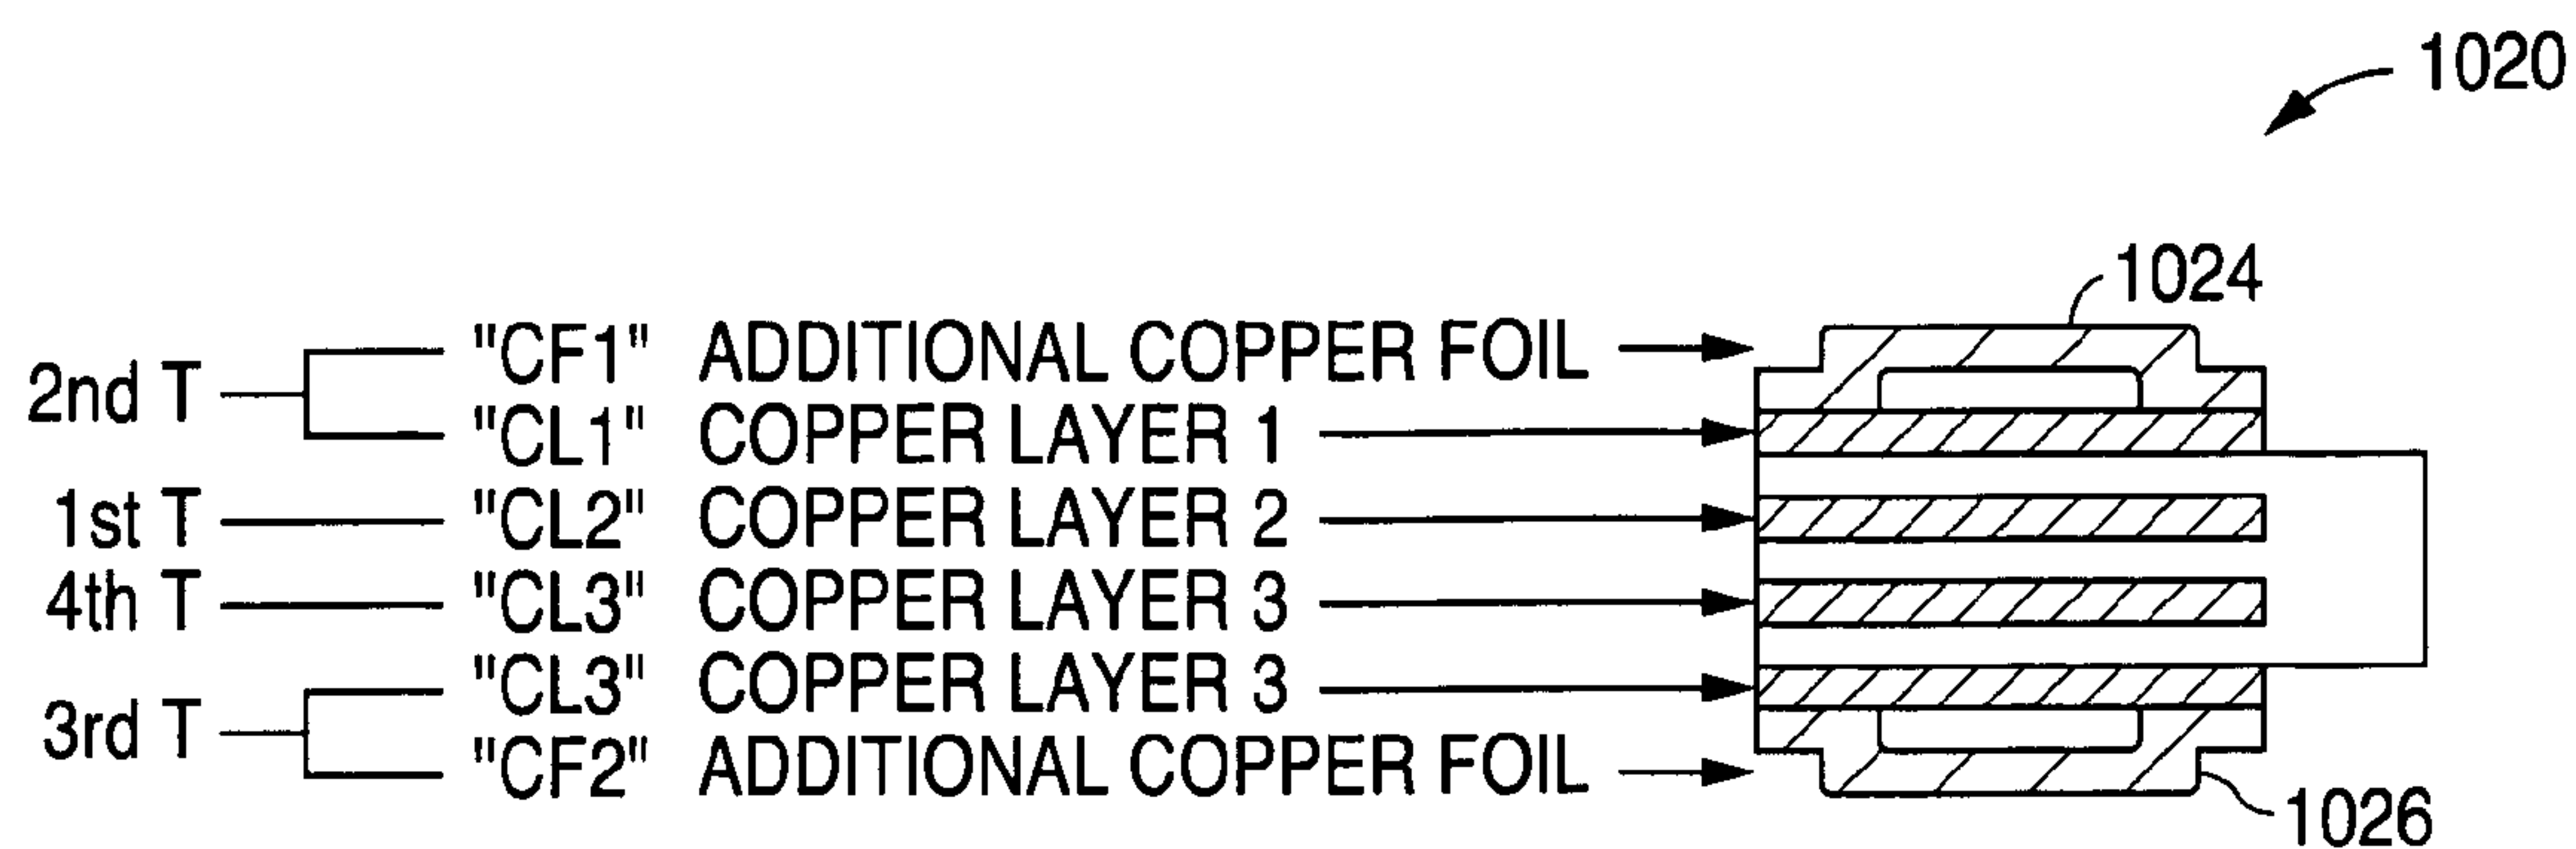 1020
1024
2nd T
"CF1" ADDITIONAL COPPER FOIL
"CL1" COPPER LAYER 1
1st T "CL2" COPPER LAYER 2
4th T "CL3" COPPER LAYER 3
3rd T
"CL3" COPPER LAYER 3
"CF2" ADDITIONAL COPPER FOIL
1026